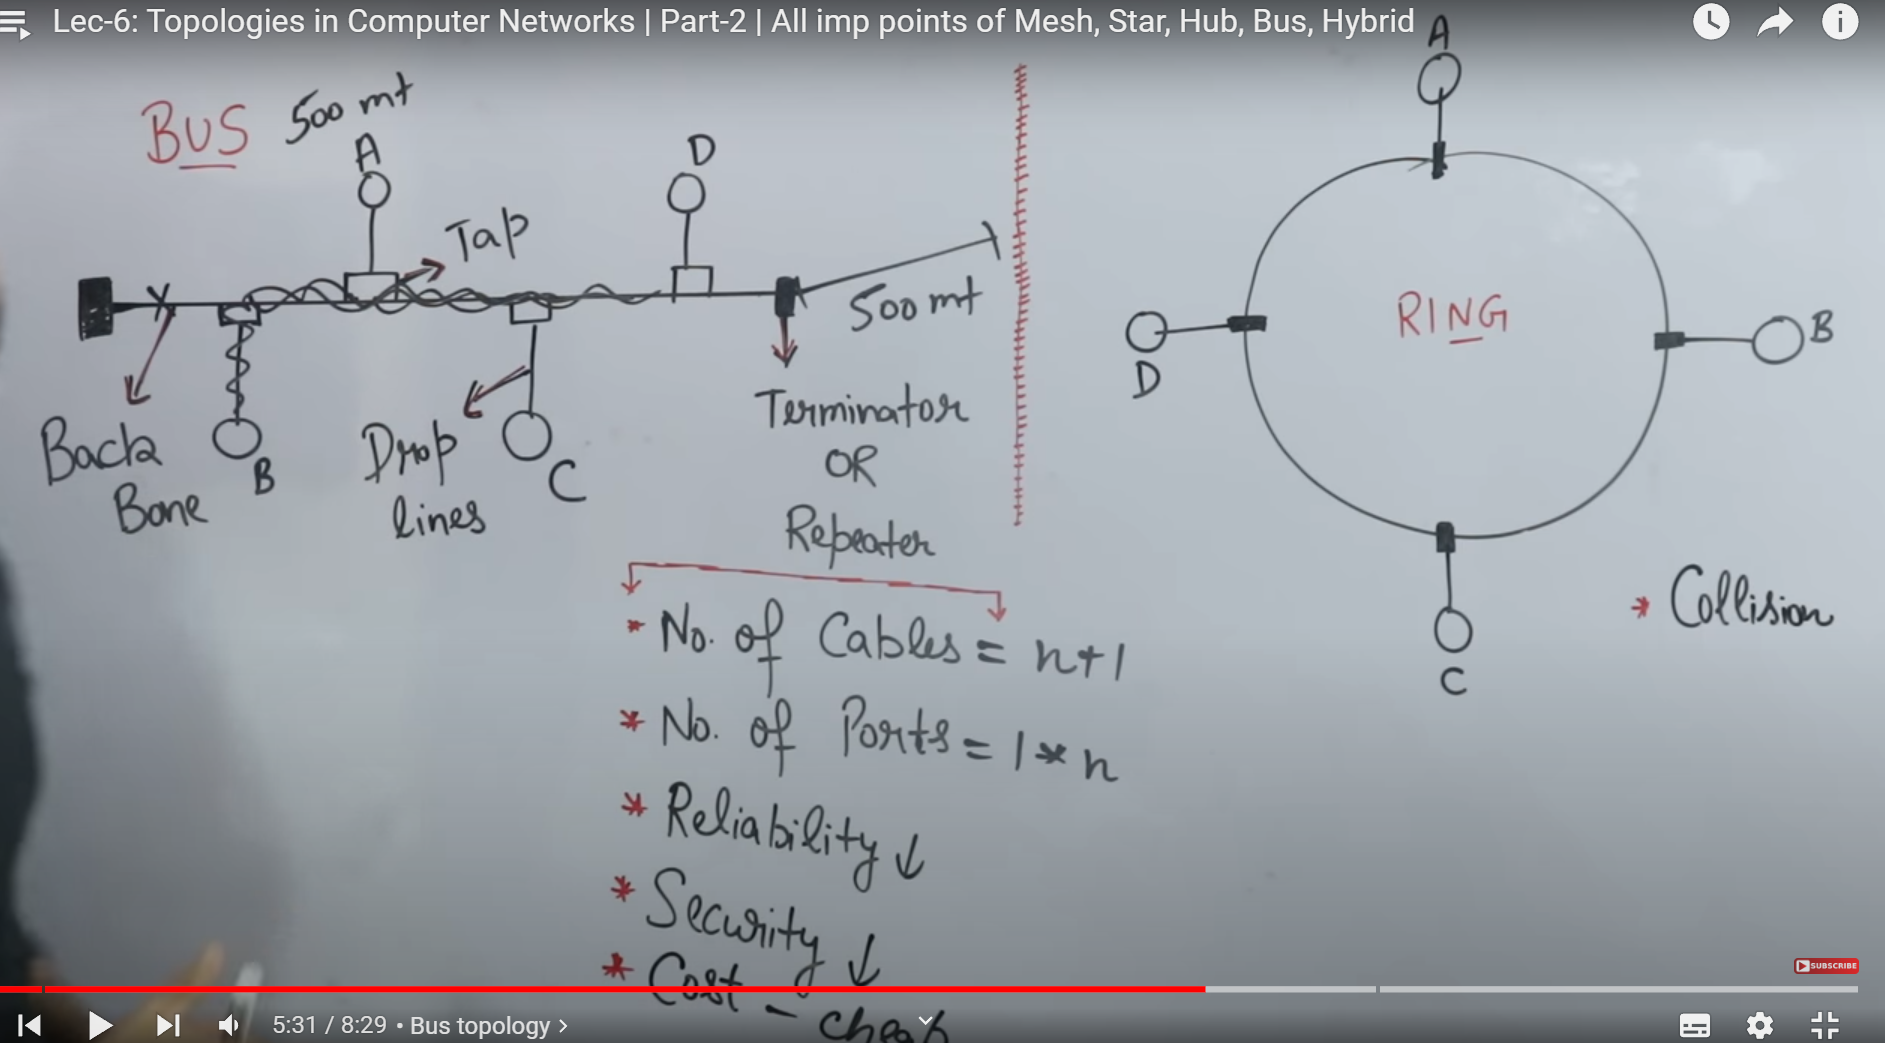 Lec-6: Topologies in Computer Networks | Part-2 | All imp points of Mesh, Star, Hub, Bus, Hybrid
BUS 500 mt
A
D
Tap
500 mt
B
C
Back
Bone
Drop
lines
Terminator
OR
Repeater
* No. of Cables = n+1
* No. of Ports = 1 * n
* Reliability ↓
* Security ↓
* Cost - cheap
A
RING
B
D
C
* Collision
SUBSCRIBE
5:31 / 8:29 • Bus topology >